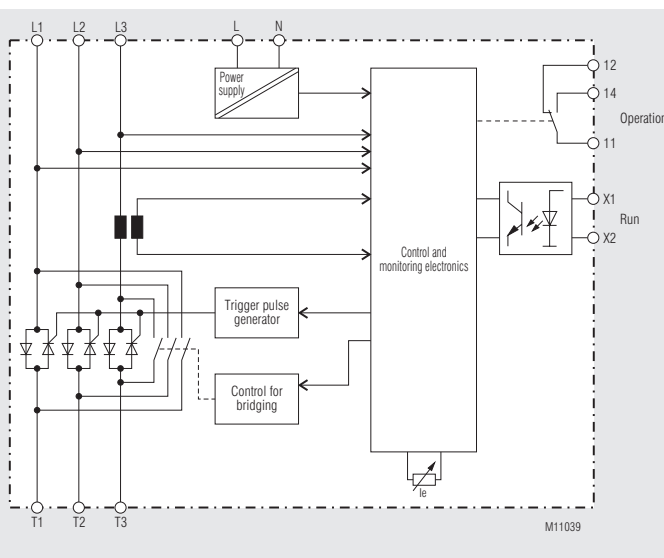 L1 L2 L3 L N
Power
supply
12
14
Operation
11
X1
Run
X2
Control and
monitoring electronics
Trigger pulse
generator
Control for
bridging
Ie
T1 T2 T3
M11039